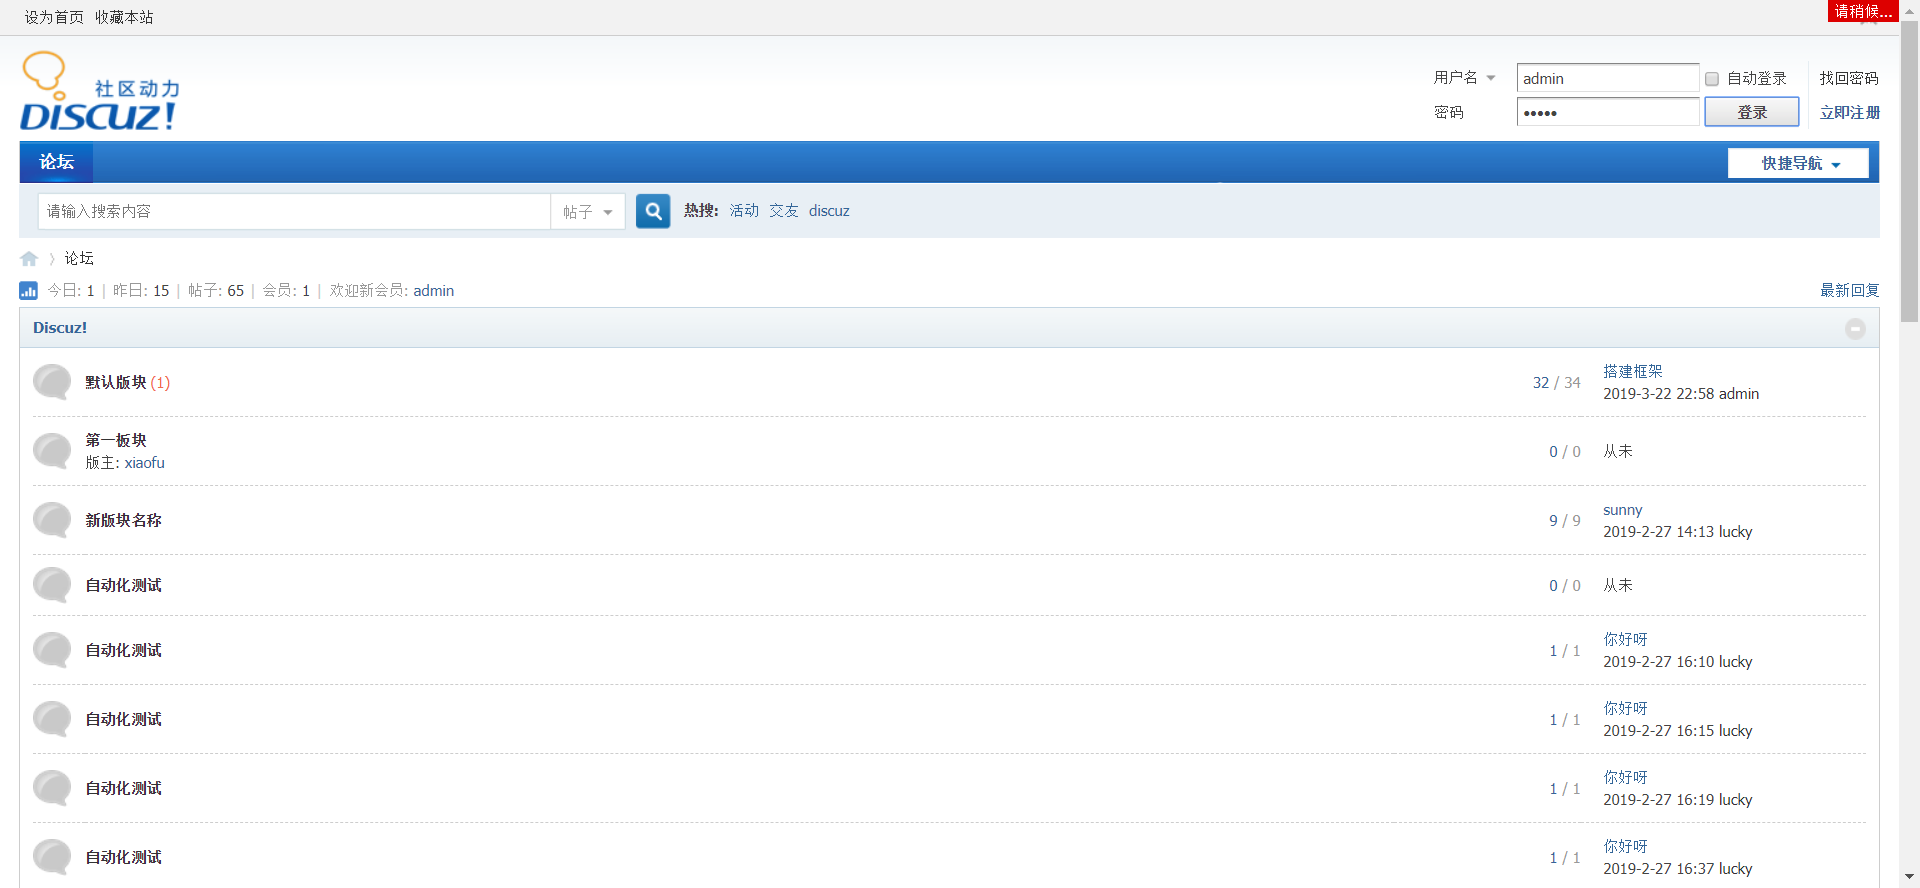 设为首页 收藏本站
请稍候...
社区动力
DISCUZ!
用户名 admin 自动登录 找回密码
密码 ••••• 登录 立即注册
论坛 快捷导航
请输入搜索内容 帖子 热搜: 活动 交友 discuz
论坛
今日: 1 | 昨日: 15 | 帖子: 65 | 会员: 1 | 欢迎新会员: admin 最新回复
Discuz!
默认版块 (1) 32 / 34 搭建框架
2019-3-22 22:58 admin
第一板块
版主: xiaofu 0 / 0 从未
新版块名称 9 / 9 sunny
2019-2-27 14:13 lucky
自动化测试 0 / 0 从未
自动化测试 1 / 1 你好呀
2019-2-27 16:10 lucky
自动化测试 1 / 1 你好呀
2019-2-27 16:15 lucky
自动化测试 1 / 1 你好呀
2019-2-27 16:19 lucky
自动化测试 1 / 1 你好呀
2019-2-27 16:37 lucky